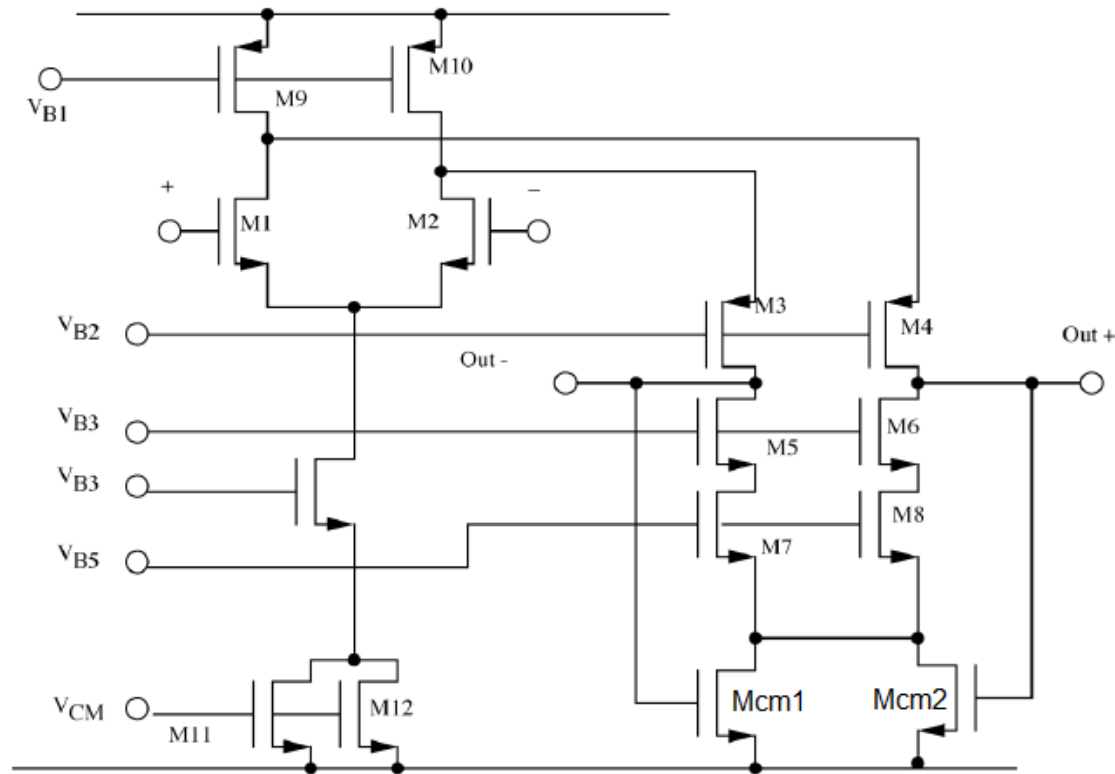 M10
M9
VB1
+
−
M1
M2
VB2
M3
M4
Out -
Out +
VB3
M5
M6
VB3
M8
VB5
M7
VCM
M11
M12
Mcm1
Mcm2